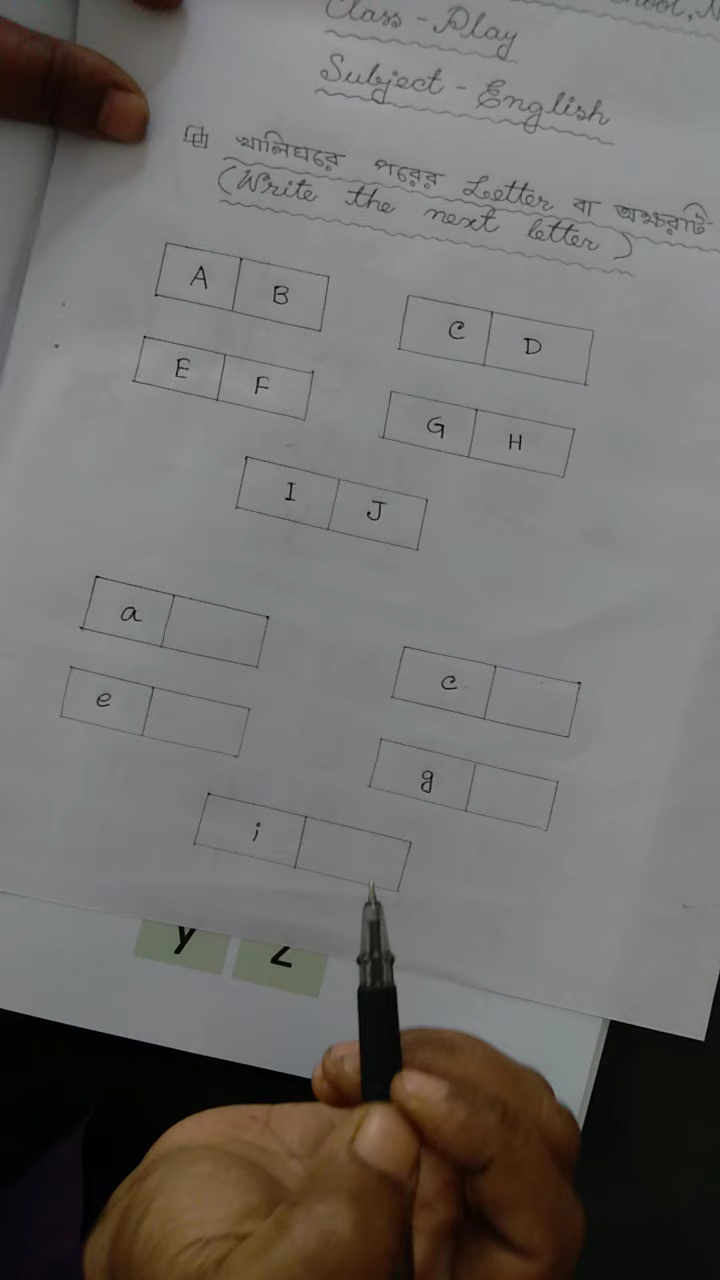 Class - Play
Subject - English
খালিঘরে পরের Letter বা অক্ষরটি
(Write the next letter)
A B
C D
E F
G H
I J
a
c
e
g
i
y z